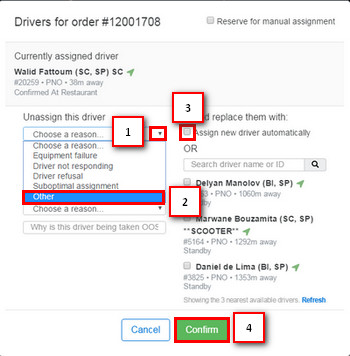 Drivers for order #12001708
Reserve for manual assignment
Currently assigned driver
Walid Fattoum (SC, SP) SC
#20259 • PNO • 38m away
Confirmed At Restaurant
Unassign this driver
Choose a reason...
1
Choose a reason...
Equipment failure
Driver not responding
Driver refusal
Suboptimal assignment
Other
2
Choose a reason...
Why is this driver being taken OOS
3
replace them with:
Assign new driver automatically
OR
Search driver name or ID
Delyan Manolov (BI, SP)
PNO • 1060m away
Marwane Bouzamita (SC, SP)
**SCOOTER**
#5164 • PNO • 1292m away
Standby
Daniel de Lima (BI, SP)
#3825 • PNO • 1353m away
Standby
Showing the 3 nearest available drivers. Refresh
Cancel
Confirm
4